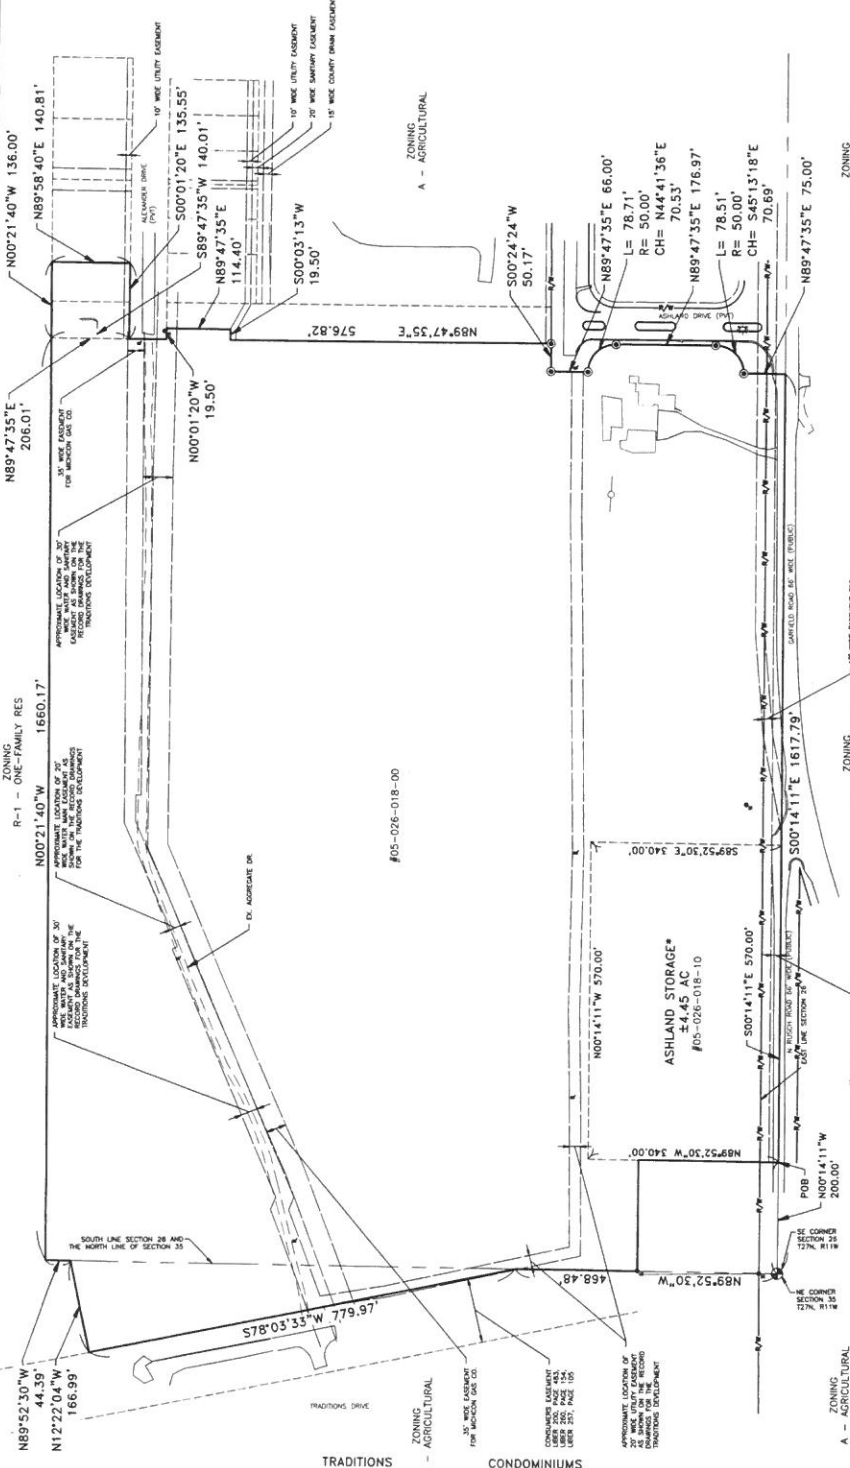 N00°21'40"W 136.00'
N89°58'40"E 140.81'
10' WIDE UTILITY EASEMENT
ALEXANDER DRIVE
(PVT)
S00°01'20"E 135.55'
S89°47'35"W 140.01'
N89°47'35"E
114.40'
10' WIDE UTILITY EASEMENT
20' WIDE SANITARY EASEMENT
15' WIDE COUNTY DRAIN EASEMENT
S00°03'13"W
19.50'
ZONING
A - AGRICULTURAL
S00°24'24"W
50.17'
N89°47'35"E 66.00'
L= 78.71'
R= 50.00'
CH= N44°41'36"E
70.53'
N89°47'35"E 176.97'
L= 78.51'
R= 50.00'
CH= S45°13'18"E
70.69'
N89°47'35"E 75.00'
ZONING
N89°47'35"E
206.01'
35' WIDE EASEMENT
FOR MICHCON GAS CO.
N00°01'20"W
19.50'
N89°47'35"E 576.82'
R/W
R/W
ASHLAND DRIVE (PVT)
APPROXIMATE LOCATION OF 30'
WIDE WATER AND SANITARY
EASEMENT AS SHOWN ON THE
RECORD DRAWINGS FOR THE
TRADITIONS DEVELOPMENT
GARFIELD ROAD 66' WIDE (PUBLIC)
ZONING
R-1 - ONE-FAMILY RES
N00°21'40"W 1660.17'
APPROXIMATE LOCATION OF 20'
WIDE WATER MAIN EASEMENT AS
SHOWN ON THE RECORD DRAWINGS
FOR THE TRADITIONS DEVELOPMENT
#05-026-018-00
S00°14'11"E 1617.79'
ZONING
EX. AGGREGATE DR.
APPROXIMATE LOCATION OF 30'
WIDE WATER AND SANITARY
EASEMENT AS SHOWN ON THE
RECORD DRAWINGS FOR THE
TRADITIONS DEVELOPMENT
S89°52'30"E 340.00'
N00°14'11"W 570.00'
ASHLAND STORAGE*
±4.45 AC
#05-026-018-10
S00°14'11"E 570.00'
EAST LINE SECTION 26
N RUSCH ROAD 66' WIDE (PUBLIC)
N89°52'30"W 340.00'
POB
N00°14'11"W
200.00'
SOUTH LINE SECTION 26 AND
THE NORTH LINE OF SECTION 35
SE CORNER
SECTION 26
T27N, R11W
NE CORNER
SECTION 35
T27N, R11W
N89°52'30"W 468.48'
S78°03'33"W 779.97'
N89°52'30"W
44.39'
N12°22'04"W
166.99'
TRADITIONS DRIVE
ZONING
- AGRICULTURAL
35' WIDE EASEMENT
FOR MICHCON GAS CO.
CONSUMERS EASEMENT
LIBER 200, PAGE 483,
LIBER 260, PAGE 154,
LIBER 257, PAGE 105
APPROXIMATE LOCATION OF
20' WIDE UTILITY EASEMENT
AS SHOWN ON THE RECORD
DRAWINGS FOR THE
TRADITIONS DEVELOPMENT
ZONING
A - AGRICULTURAL
TRADITIONS CONDOMINIUMS